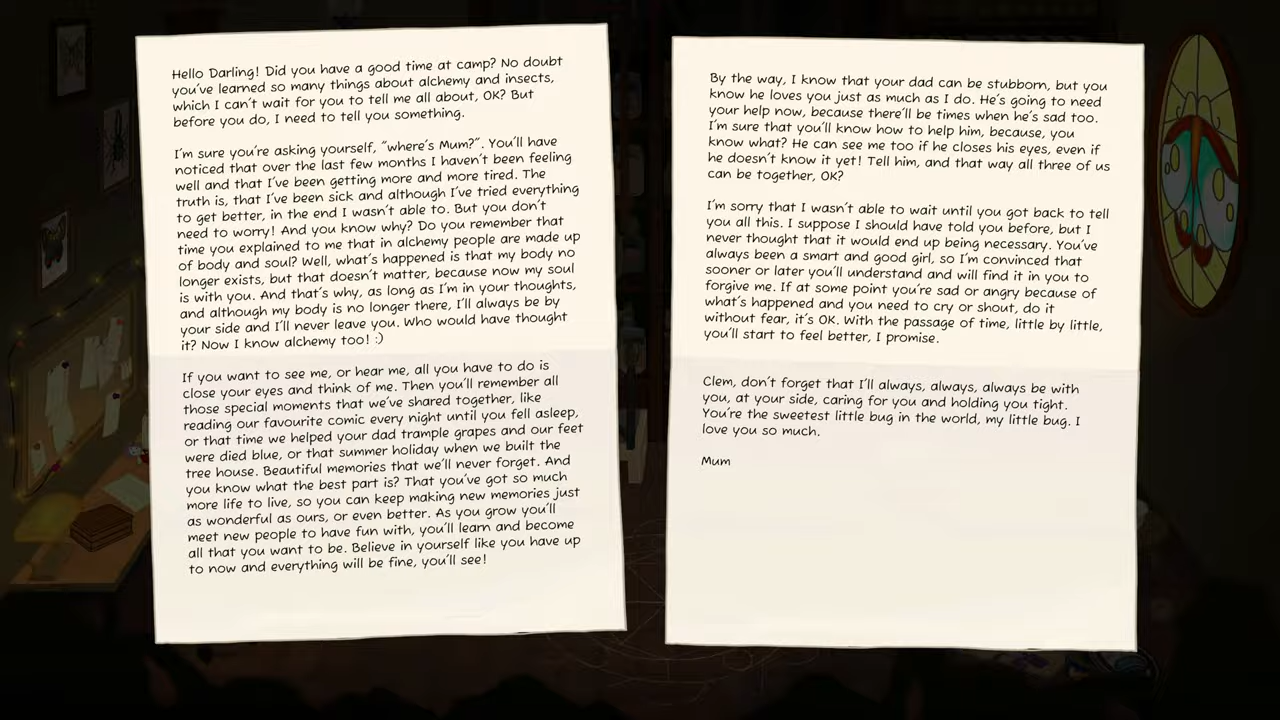 Hello Darling! Did you have a good time at camp? No doubt
you've learned so many things about alchemy and insects,
which I can't wait for you to tell me all about, OK? But
before you do, I need to tell you something.
I'm sure you're asking yourself, "where's Mum?". You'll have
noticed that over the last few months I haven't been feeling
well and that I've been getting more and more tired. The
truth is, that I've been sick and although I've tried everything
to get better, in the end I wasn't able to. But you don't
need to worry! And you know why? Do you remember that
time you explained to me that in alchemy people are made up
of body and soul? Well, what's happened is that my body no
longer exists, but that doesn't matter, because now my soul
is with you. And that's why, as long as I'm in your thoughts,
and although my body is no longer there, I'll always be by
your side and I'll never leave you. Who would have thought
it? Now I know alchemy too! :)
If you want to see me, or hear me, all you have to do is
close your eyes and think of me. Then you'll remember all
those special moments that we've shared together, like
reading our favourite comic every night until you fell asleep,
or that time we helped your dad trample grapes and our feet
were died blue, or that summer holiday when we built the
tree house. Beautiful memories that we'll never forget. And
you know what the best part is? That you've got so much
more life to live, so you can keep making new memories just
as wonderful as ours, or even better. As you grow you'll
meet new people to have fun with, you'll learn and become
all that you want to be. Believe in yourself like you have up
to now and everything will be fine, you'll see!
By the way, I know that your dad can be stubborn, but you
know he loves you just as much as I do. He's going to need
your help now, because there'll be times when he's sad too.
I'm sure that you'll know how to help him, because, you
know what? He can see me too if he closes his eyes, even if
he doesn't know it yet! Tell him, and that way all three of us
can be together, OK?
I'm sorry that I wasn't able to wait until you got back to tell
you all this. I suppose I should have told you before, but I
never thought that it would end up being necessary. You've
always been a smart and good girl, so I'm convinced that
sooner or later you'll understand and will find it in you to
forgive me. If at some point you're sad or angry because of
what's happened and you need to cry or shout, do it
without fear, it's OK. With the passage of time, little by little,
you'll start to feel better, I promise.
Clem, don't forget that I'll always, always, always be with
you, at your side, caring for you and holding you tight.
You're the sweetest little bug in the world, my little bug. I
love you so much.
Mum